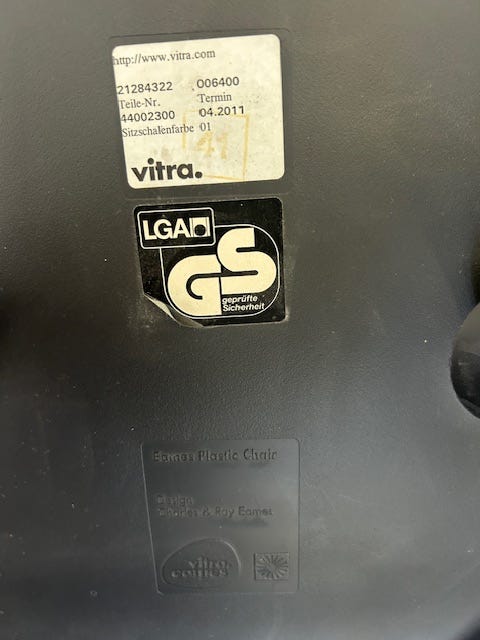 http://www.vitra.com
21284322 006400
Teile-Nr. Termin
44002300 04.2011
Sitzschalenfarbe 01
41
vitra.
LGA
GS
geprüfte
Sicherheit
Eames Plastic Chair
Design
Charles & Ray Eames
vitra.
eames